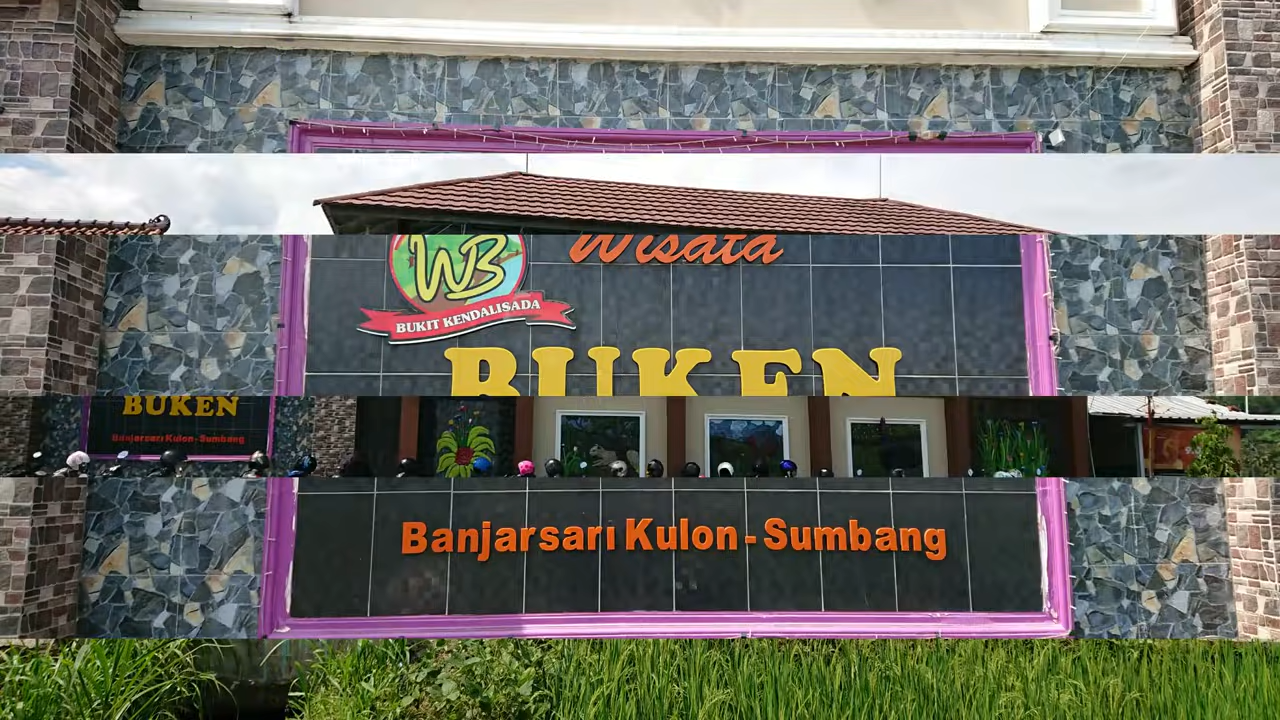 WB
BUKIT KENDALISADA
Wisata
BUKEN
BUKEN
Banjarsari Kulon - Sumbang
Banjarsari Kulon - Sumbang